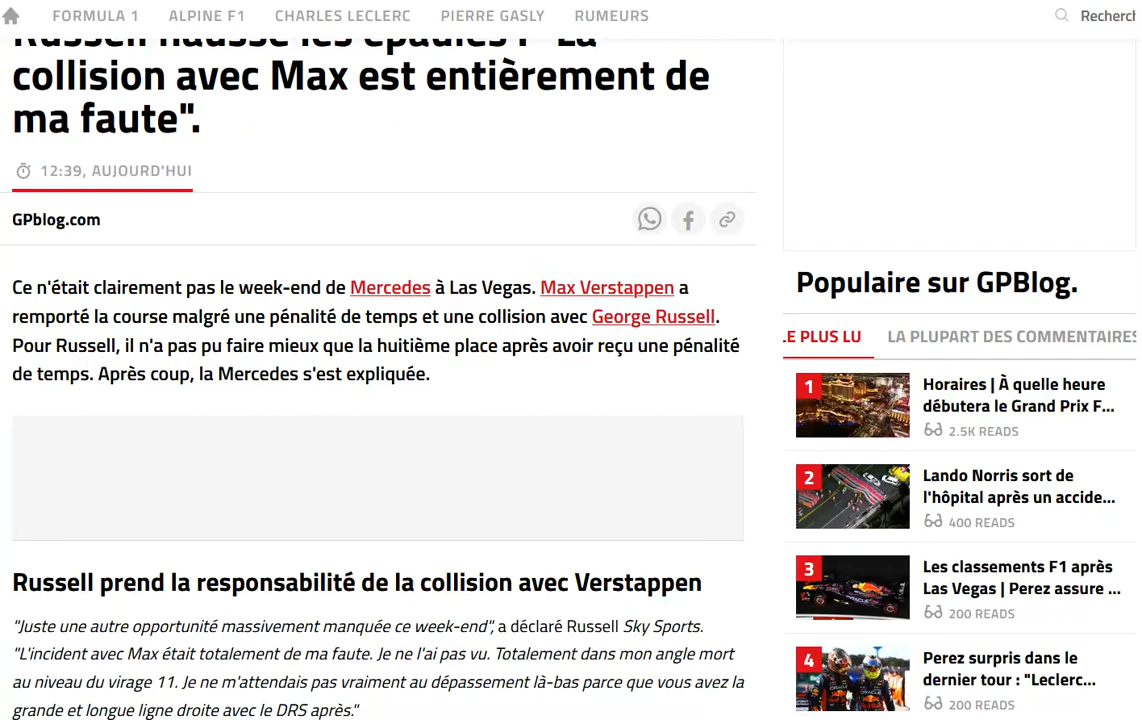 FORMULA 1 ALPINE F1 CHARLES LECLERC PIERRE GASLY RUMEURS
Russell hausse les épaules : "La
collision avec Max est entièrement de
ma faute".
12:39, AUJOURD'HUI
GPblog.com
Ce n'était clairement pas le week-end de Mercedes à Las Vegas. Max Verstappen a
remporté la course malgré une pénalité de temps et une collision avec George Russell.
Pour Russell, il n'a pas pu faire mieux que la huitième place après avoir reçu une pénalité
de temps. Après coup, la Mercedes s'est expliquée.
Russell prend la responsabilité de la collision avec Verstappen
"Juste une autre opportunité massivement manquée ce week-end", a déclaré Russell Sky Sports.
"L'incident avec Max était totalement de ma faute. Je ne l'ai pas vu. Totalement dans mon angle mort
au niveau du virage 11. Je ne m'attendais pas vraiment au dépassement là-bas parce que vous avez la
grande et longue ligne droite avec le DRS après."
Recherch
Populaire sur GPBlog.
LE PLUS LU LA PLUPART DES COMMENTAIRES
1
Horaires | À quelle heure
débutera le Grand Prix F...
2.5K READS
2
Lando Norris sort de
l'hôpital après un accide...
400 READS
3
Les classements F1 après
Las Vegas | Perez assure ...
200 READS
4
Perez surpris dans le
dernier tour : "Leclerc...
200 READS